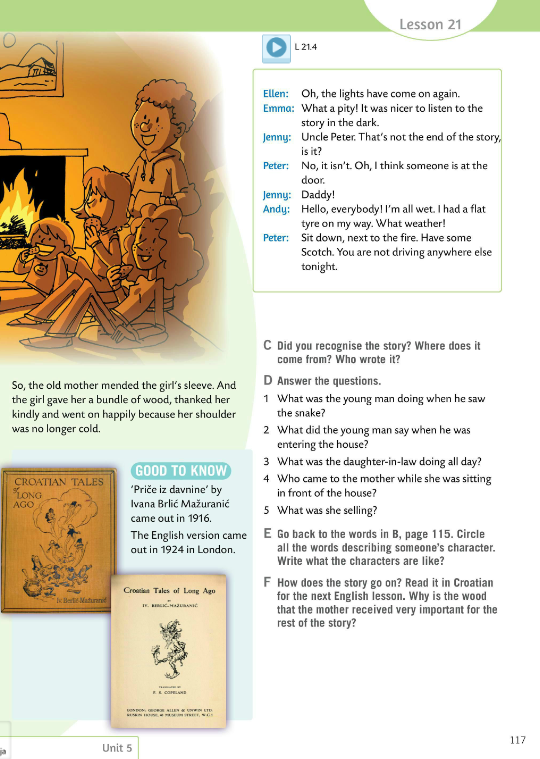 Lesson 21
L 21.4
Ellen: Oh, the lights have come on again.
Emma: What a pity! It was nicer to listen to the
story in the dark.
Jenny: Uncle Peter. That's not the end of the story,
is it?
Peter: No, it isn't. Oh, I think someone is at the
door.
Jenny: Daddy!
Andy: Hello, everybody! I'm all wet. I had a flat
tyre on my way. What weather!
Peter: Sit down, next to the fire. Have some
Scotch. You are not driving anywhere else
tonight.
So, the old mother mended the girl's sleeve. And
the girl gave her a bundle of wood, thanked her
kindly and went on happily because her shoulder
was no longer cold.
GOOD TO KNOW
'Priče iz davnine' by
Ivana Brlić Mažuranić
came out in 1916.
The English version came
out in 1924 in London.
CROATIAN TALES
of LONG
AGO
Iv. Berlić-Mažuranić
Croatian Tales of Long Ago
BY
IV. BERLIĆ-MAŽURANIĆ
TRANSLATED BY
F. S. COPELAND
LONDON: GEORGE ALLEN & UNWIN LTD.
RUSKIN HOUSE, 40 MUSEUM STREET, W.C. 1
C Did you recognise the story? Where does it
come from? Who wrote it?
D Answer the questions.
1 What was the young man doing when he saw
the snake?
2 What did the young man say when he was
entering the house?
3 What was the daughter-in-law doing all day?
4 Who came to the mother while she was sitting
in front of the house?
5 What was she selling?
E Go back to the words in B, page 115. Circle
all the words describing someone's character.
Write what the characters are like?
F How does the story go on? Read it in Croatian
for the next English lesson. Why is the wood
that the mother received very important for the
rest of the story?
ja
Unit 5
117